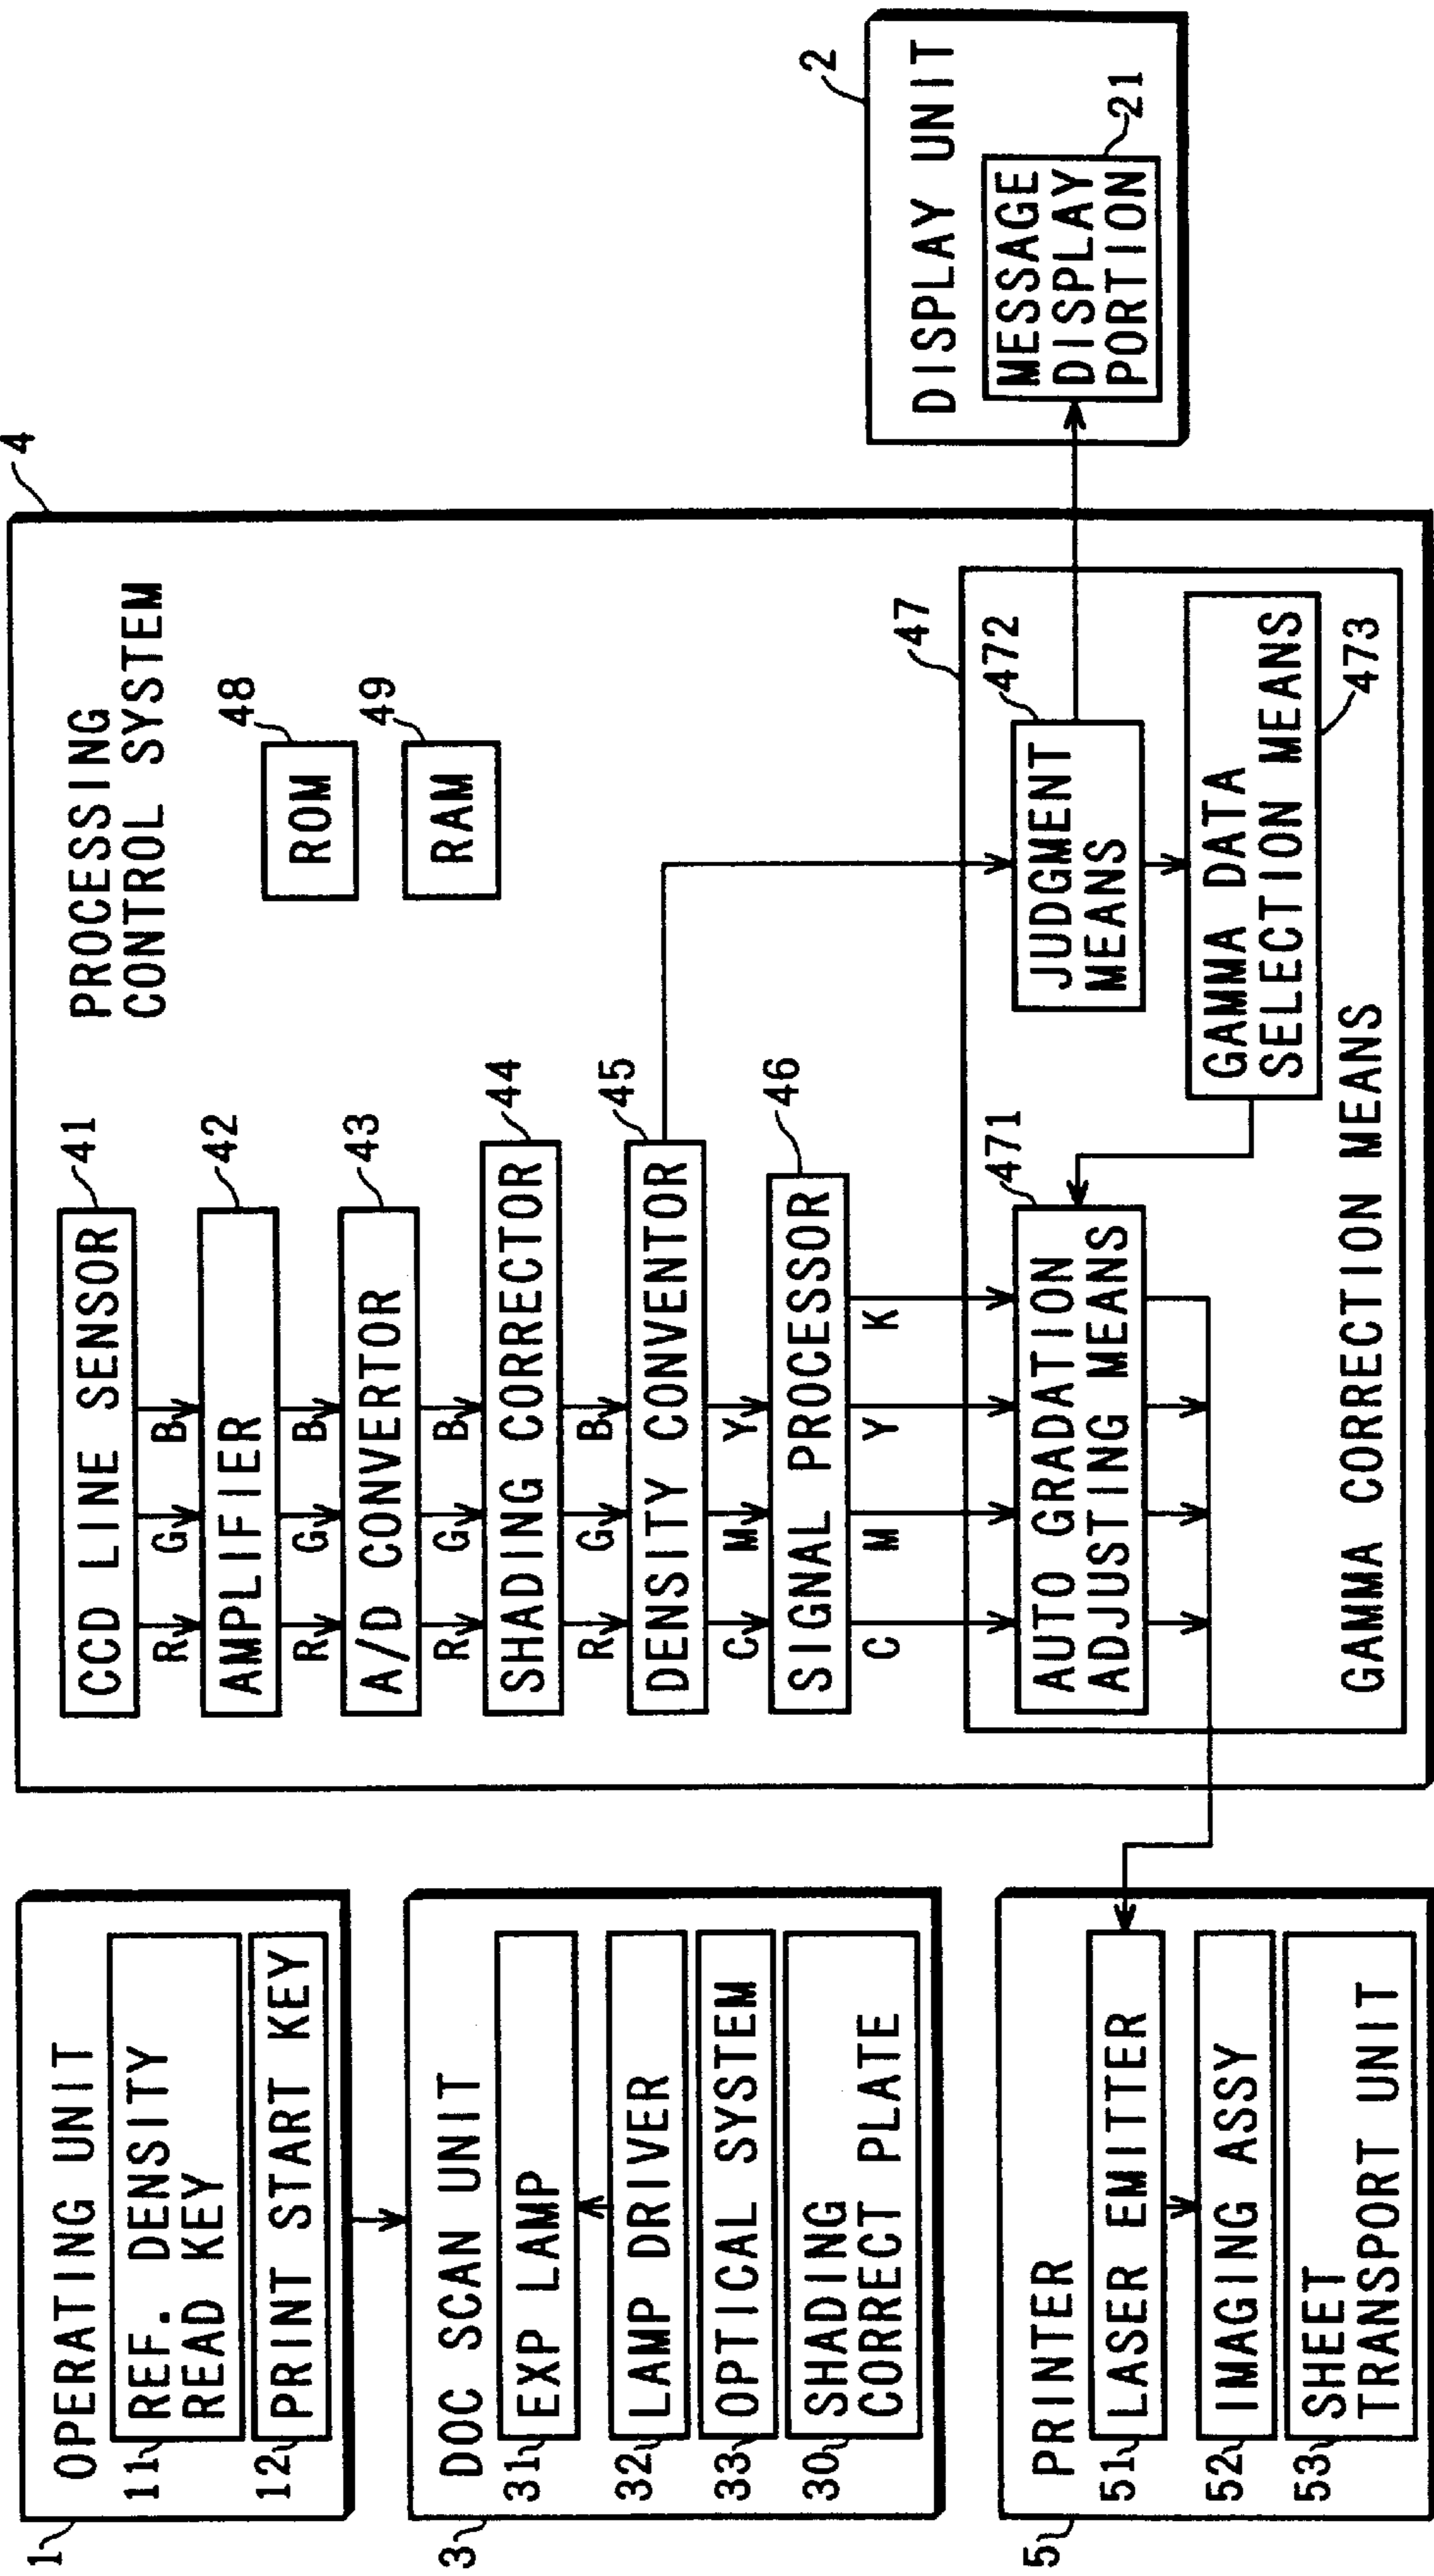 1
OPERATING UNIT
11
REF. DENSITY
READ KEY
12
PRINT START KEY
3
DOC SCAN UNIT
31
EXP LAMP
32
LAMP DRIVER
33
OPTICAL SYSTEM
30
SHADING
CORRECT PLATE
5
PRINTER
51
LASER EMITTER
52
IMAGING ASSY
53
SHEET
TRANSPORT UNIT
4
PROCESSING
CONTROL SYSTEM
CCD LINE SENSOR
41
R G B
AMPLIFIER
42
R G B
A/D CONVERTOR
43
R G B
SHADING CORRECTOR
44
R G B
DENSITY CONVENTOR
45
C M Y
SIGNAL PROCESSOR
46
C M Y K
ROM
48
RAM
49
47
AUTO GRADATION
ADJUSTING MEANS
471
JUDGMENT
MEANS
472
GAMMA DATA
SELECTION MEANS
473
GAMMA CORRECTION MEANS
2
DISPLAY UNIT
MESSAGE
DISPLAY
PORTION
21